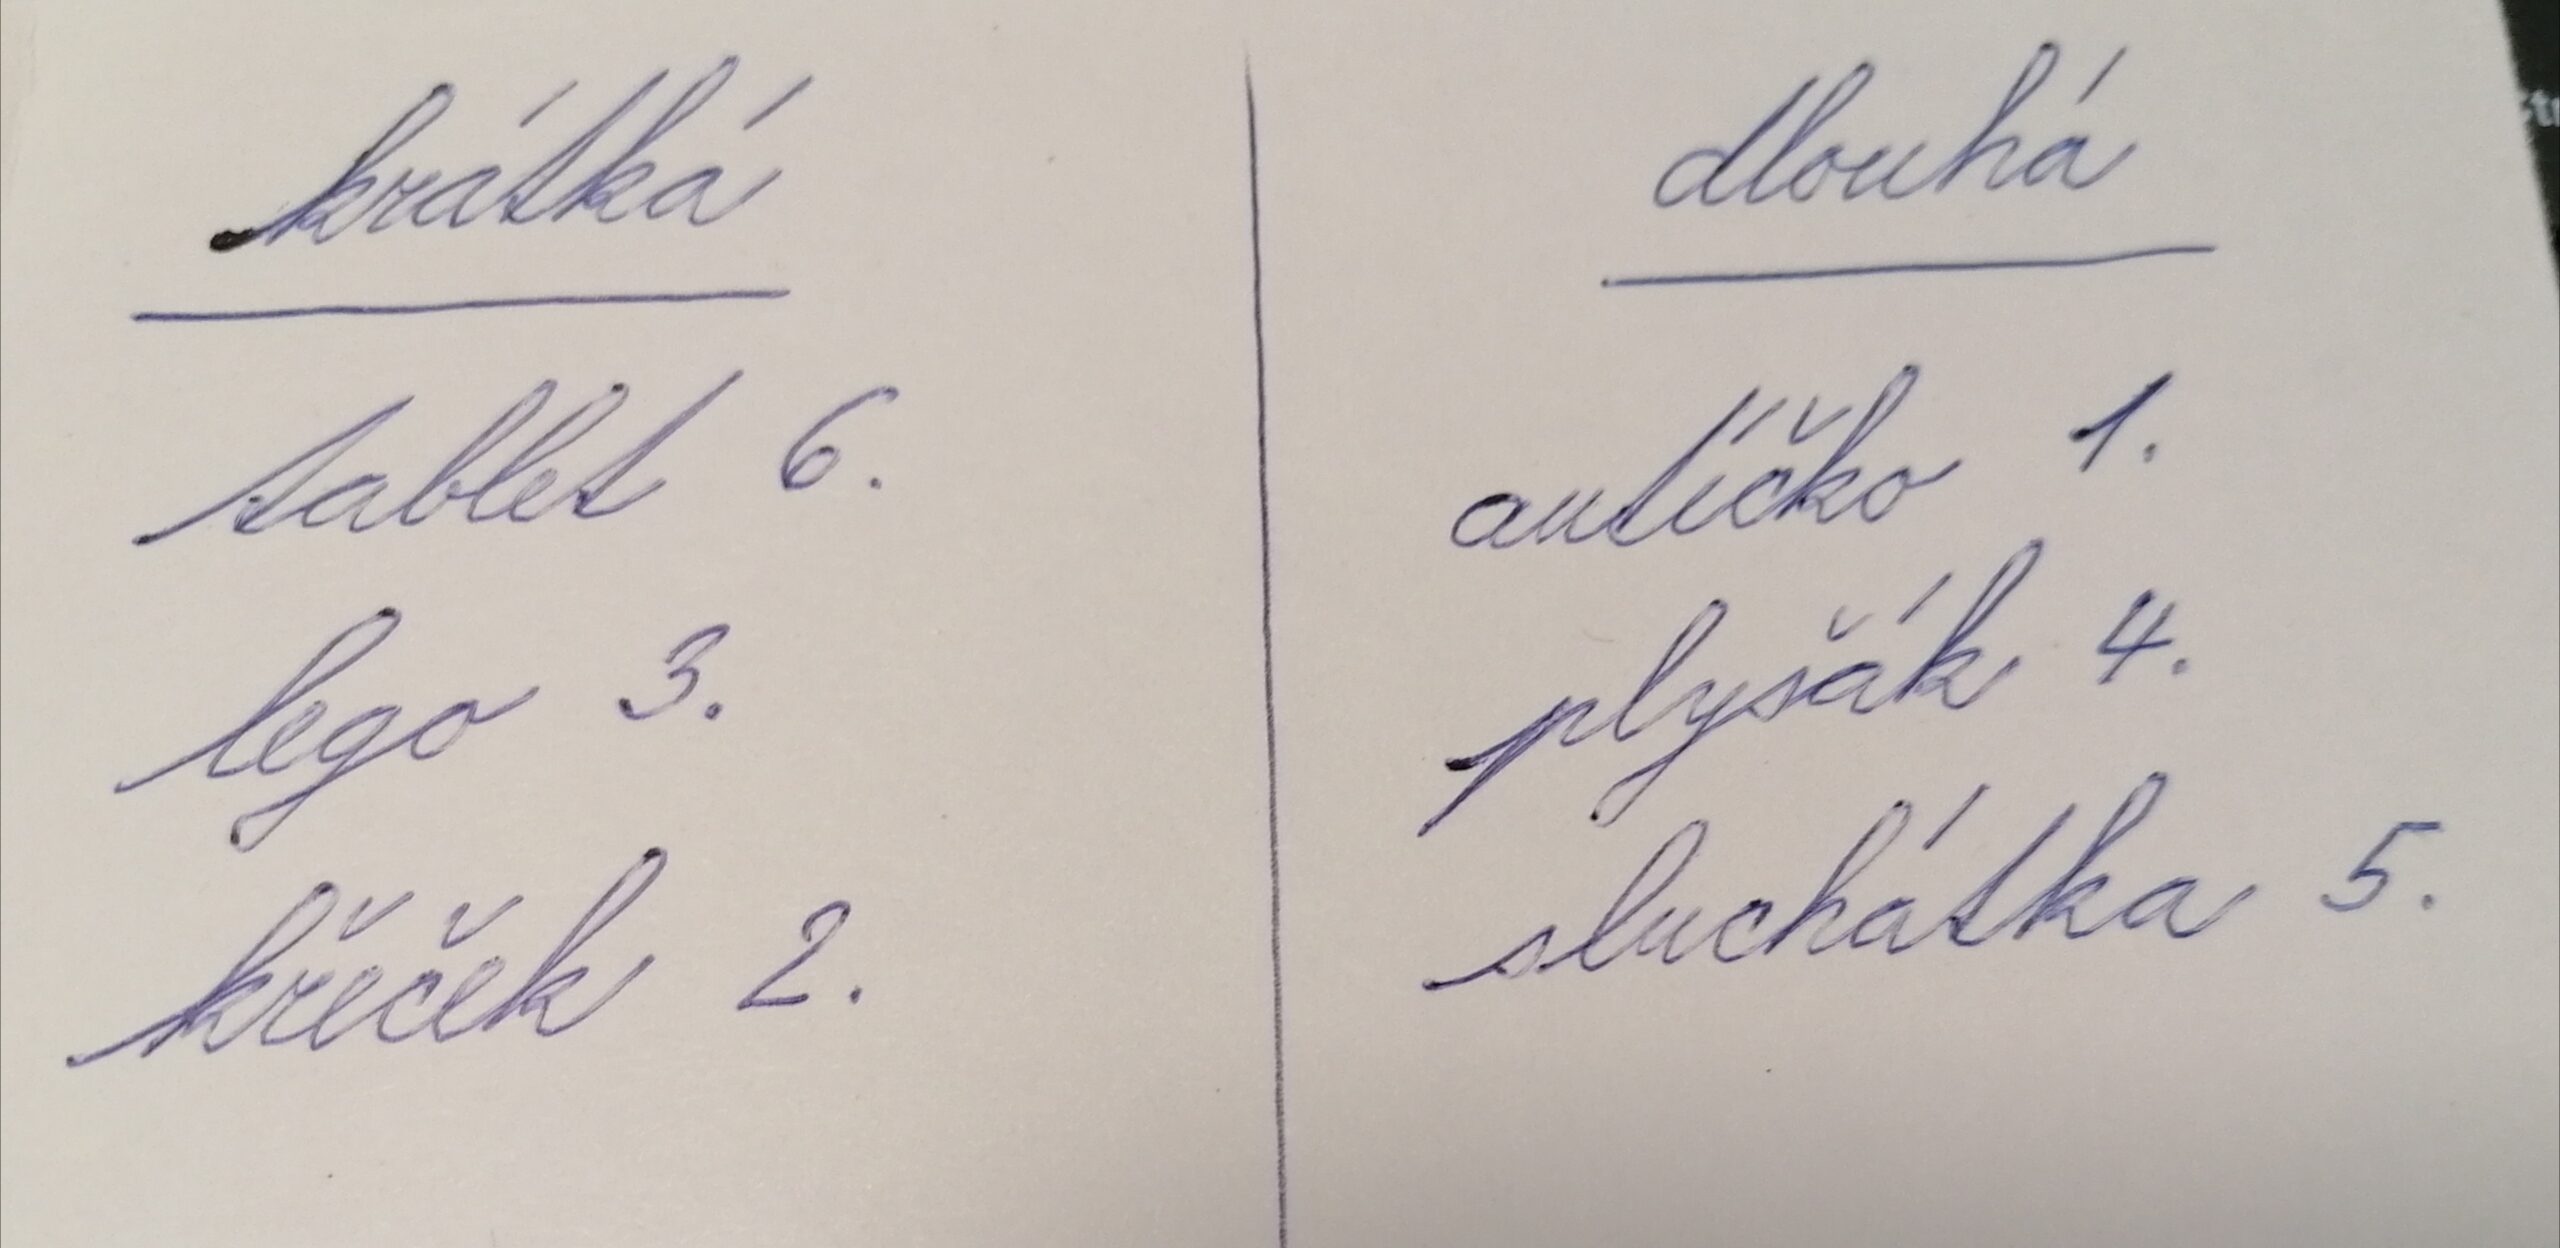 krátká
tablet 6.
lego 3.
křeček 2.
dlouhá
autíčko 1.
plyšák 4.
sluchátka 5.